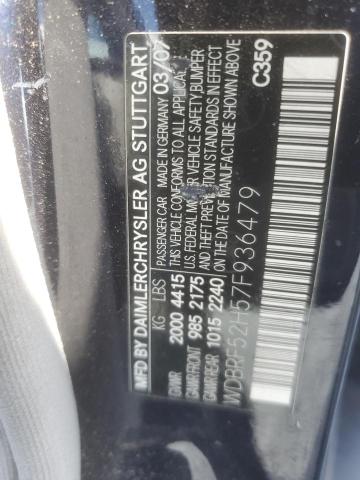 MFD BY DAIMLERCHRYSLER AG STUTTGART
PASSENGER CAR MADE IN GERMANY 03/07
KG LBS
GVWR 2000 4415
GAWR FRONT 985 2175
GAWR REAR 1015 2240
THIS VEHICLE CONFORMS TO ALL APPLICABLE
U.S. FEDERAL MOTOR VEHICLE SAFETY, BUMPER
AND THEFT PREVENTION STANDARDS IN EFFECT
ON THE DATE OF MANUFACTURE SHOWN ABOVE
WDBRF52H57F936479
C359